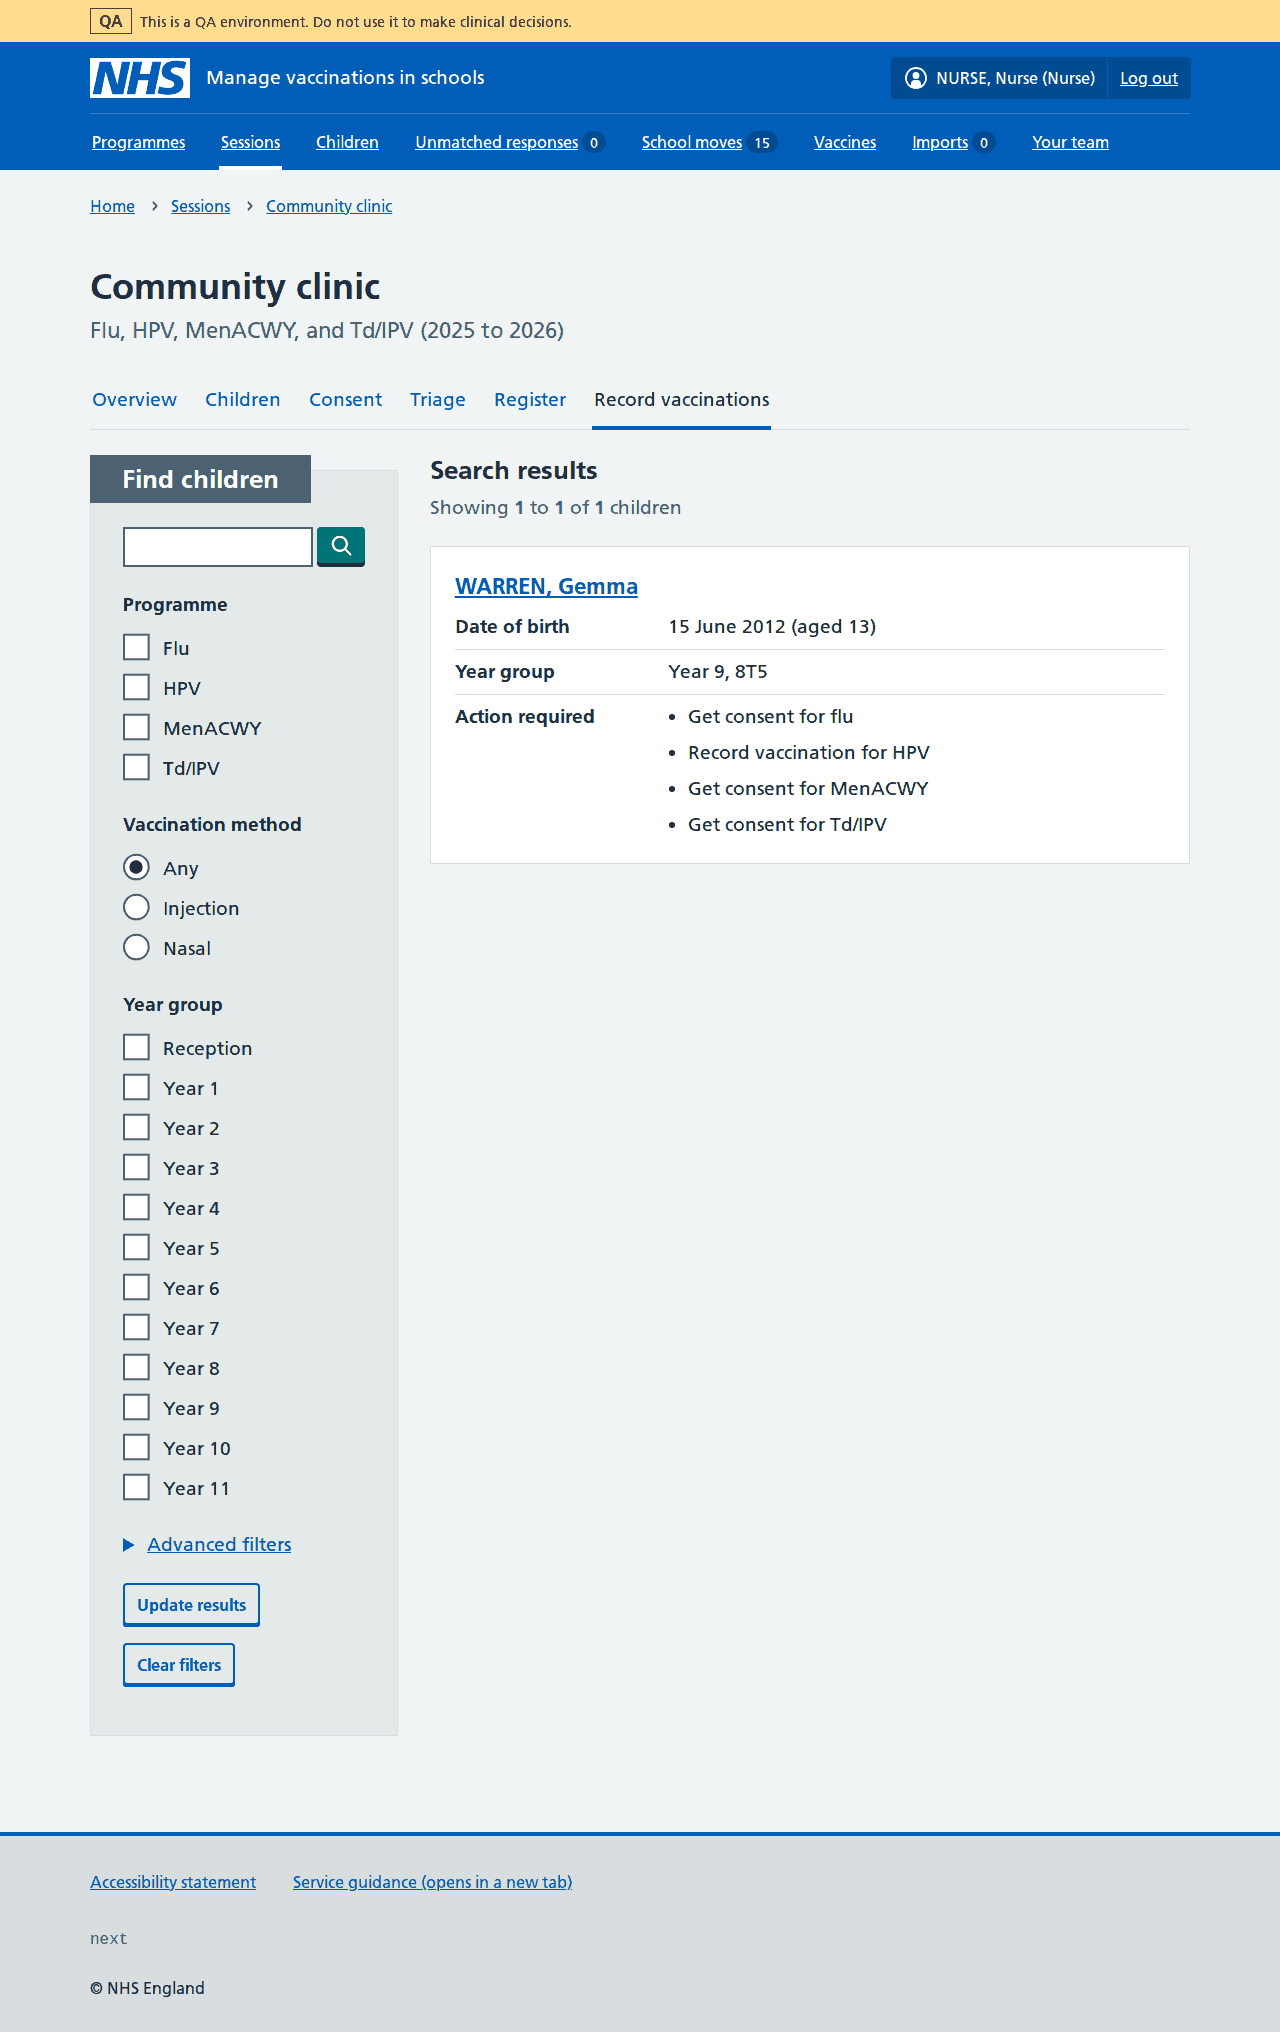 QA This is a QA environment. Do not use it to make clinical decisions.
NHS Manage vaccinations in schools NURSE, Nurse (Nurse) Log out
Programmes Sessions Children Unmatched responses 0 School moves 15 Vaccines Imports 0 Your team
Home Sessions Community clinic
Community clinic
Flu, HPV, MenACWY, and Td/IPV (2025 to 2026)
Overview Children Consent Triage Register Record vaccinations
Find children
Programme
Flu
HPV
MenACWY
Td/IPV
Vaccination method
Any
Injection
Nasal
Year group
Reception
Year 1
Year 2
Year 3
Year 4
Year 5
Year 6
Year 7
Year 8
Year 9
Year 10
Year 11
Advanced filters
Update results
Clear filters
Search results
Showing 1 to 1 of 1 children
WARREN, Gemma
Date of birth 15 June 2012 (aged 13)
Year group Year 9, 8T5
Action required • Get consent for flu
• Record vaccination for HPV
• Get consent for MenACWY
• Get consent for Td/IPV
Accessibility statement Service guidance (opens in a new tab)
next
© NHS England